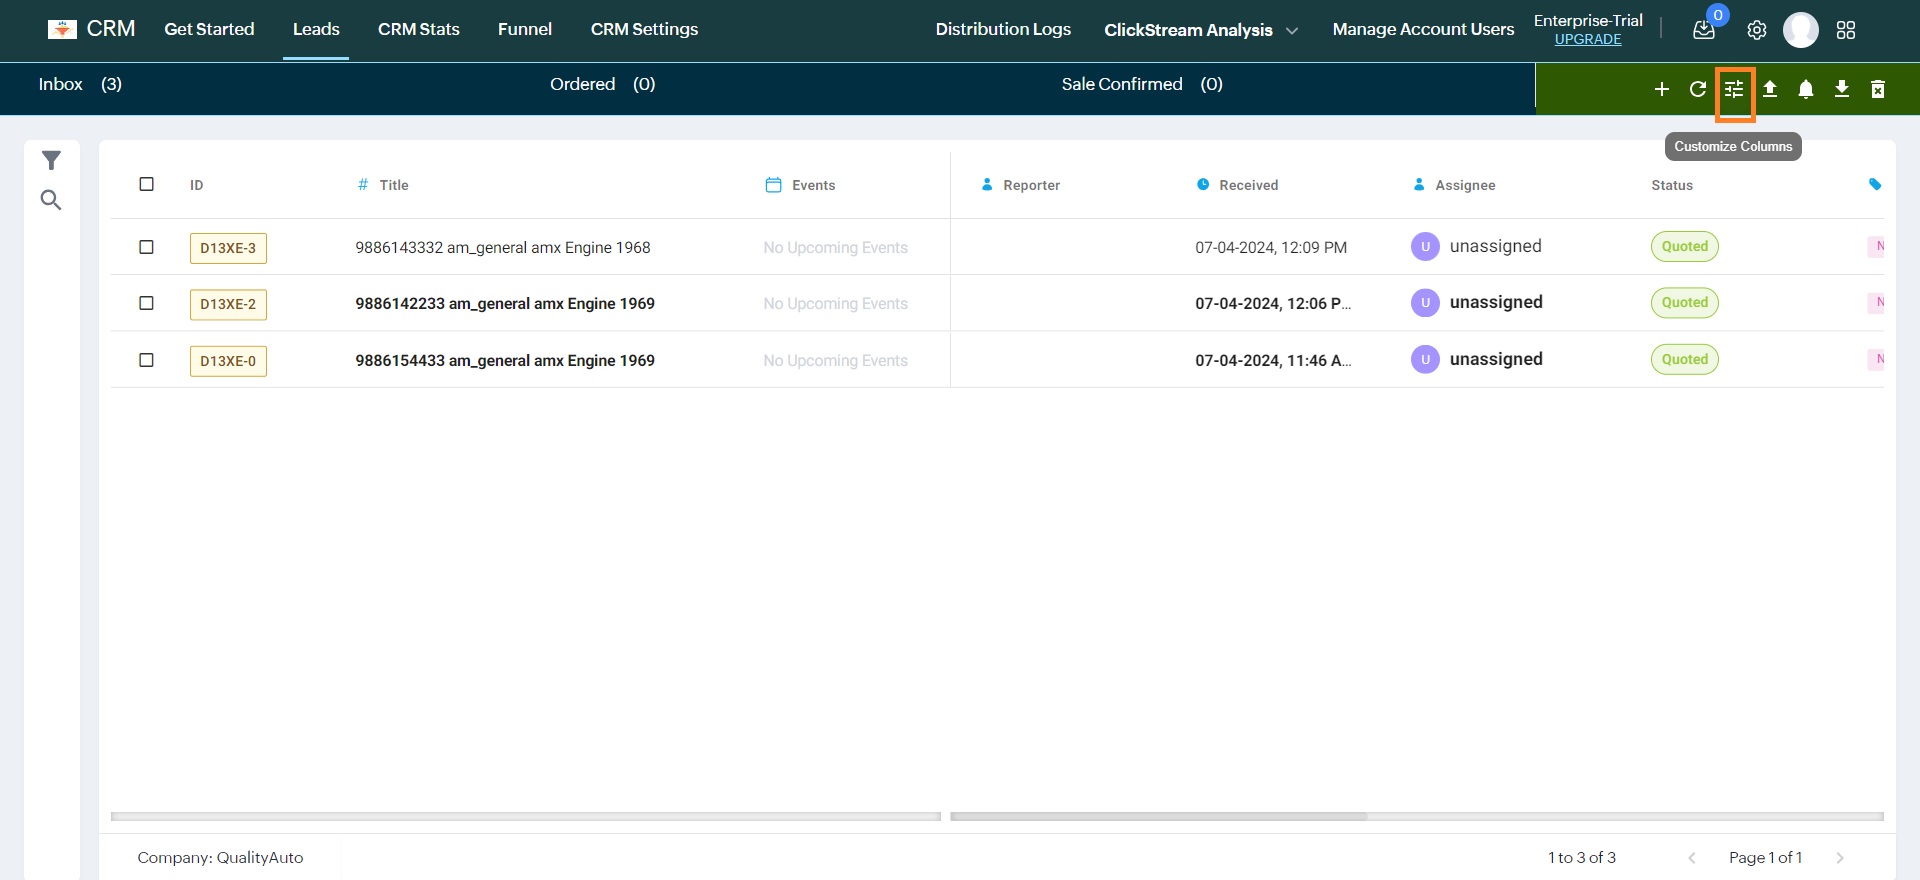 CRM Get Started Leads CRM Stats Funnel CRM Settings Distribution Logs ClickStream Analysis Manage Account Users Enterprise-Trial 0
UPGRADE
Inbox (3) Ordered (0) Sale Confirmed (0)
Customize Columns
ID # Title Events Reporter Received Assignee Status
D13XE-3 9886143332 am_general amx Engine 1968 No Upcoming Events 07-04-2024, 12:09 PM U unassigned Quoted N
D13XE-2 9886142233 am_general amx Engine 1969 No Upcoming Events 07-04-2024, 12:06 P... U unassigned Quoted N
D13XE-0 9886154433 am_general amx Engine 1969 No Upcoming Events 07-04-2024, 11:46 A... U unassigned Quoted N
Company: QualityAuto 1 to 3 of 3 Page 1 of 1